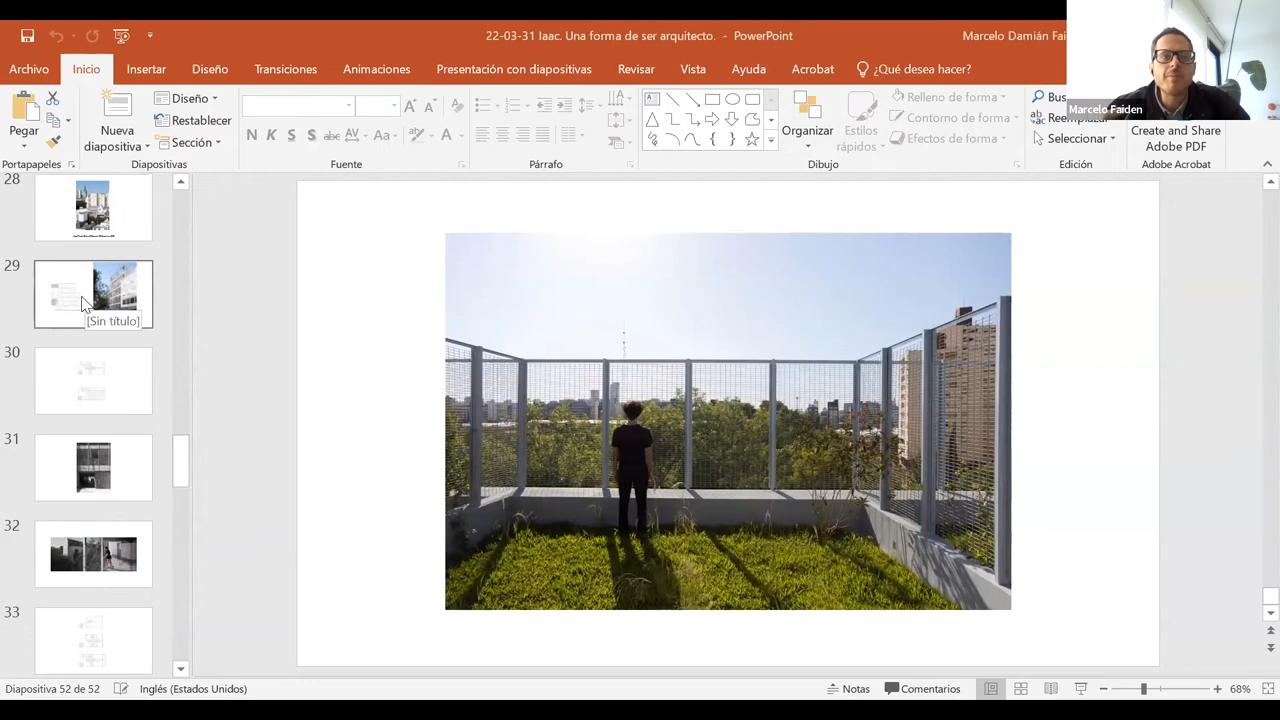 22-03-31 Iaac. Una forma de ser arquitecto. - PowerPoint
Marcelo Damián Fai
Marcelo Faiden
Archivo Inicio Insertar Diseño Transiciones Animaciones Presentación con diapositivas Revisar Vista Ayuda Acrobat ¿Qué desea hacer?
Pegar
Nueva diapositiva
Diseño
Restablecer
Sección
N K S S abc AV Aa A
Organizar
Estilos rápidos
Relleno de forma
Contorno de forma
Efectos de forma
Reemplazar
Seleccionar
Create and Share Adobe PDF
Portapapeles Diapositivas Fuente Párrafo Dibujo Edición Adobe Acrobat
28
29
[Sin título]
30
31
32
33
Diapositiva 52 de 52 Inglés (Estados Unidos) Notas Comentarios 68%